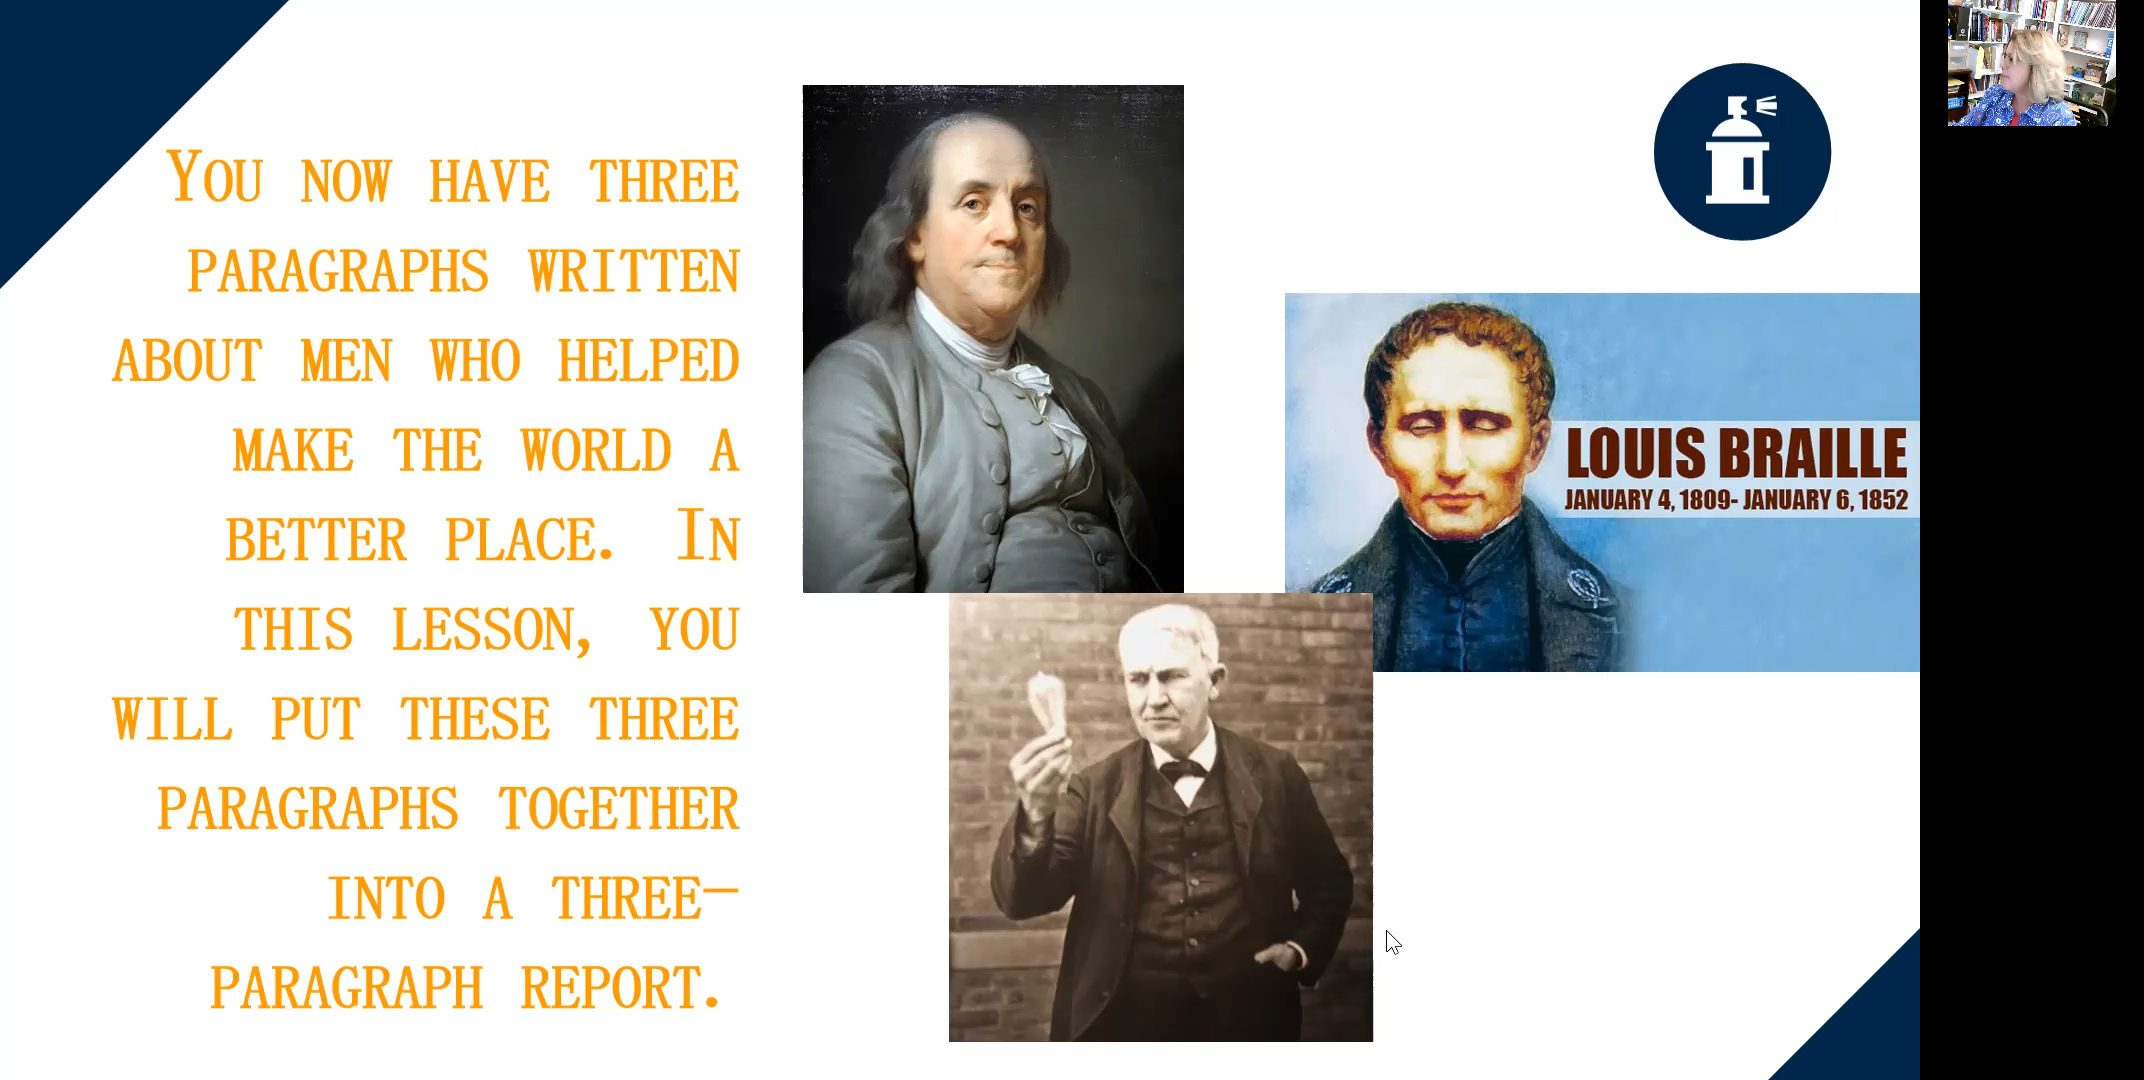 You now have three
paragraphs written
about men who helped
make the world a
better place. In
this lesson, you
will put these three
paragraphs together
into a three-
paragraph report.
LOUIS BRAILLE
JANUARY 4, 1809- JANUARY 6, 1852